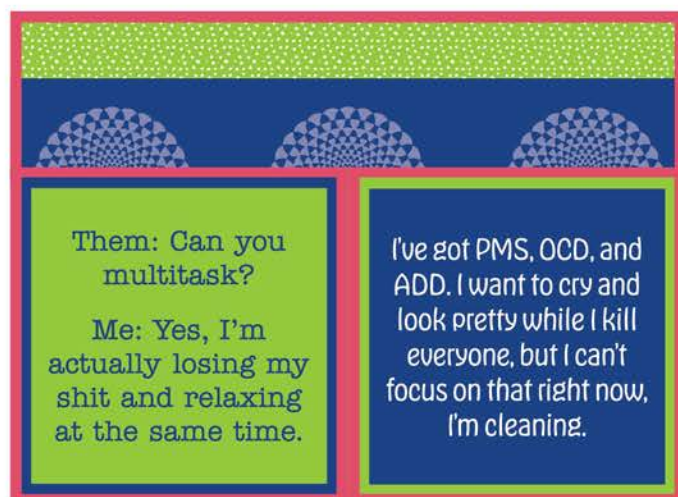 Them: Can you
multitask?
Me: Yes, I'm
actually losing my
shit and relaxing
at the same time.
I've got PMS, OCD, and
ADD. I want to cry and
look pretty while I kill
everyone, but I can't
focus on that right now,
I'm cleaning.